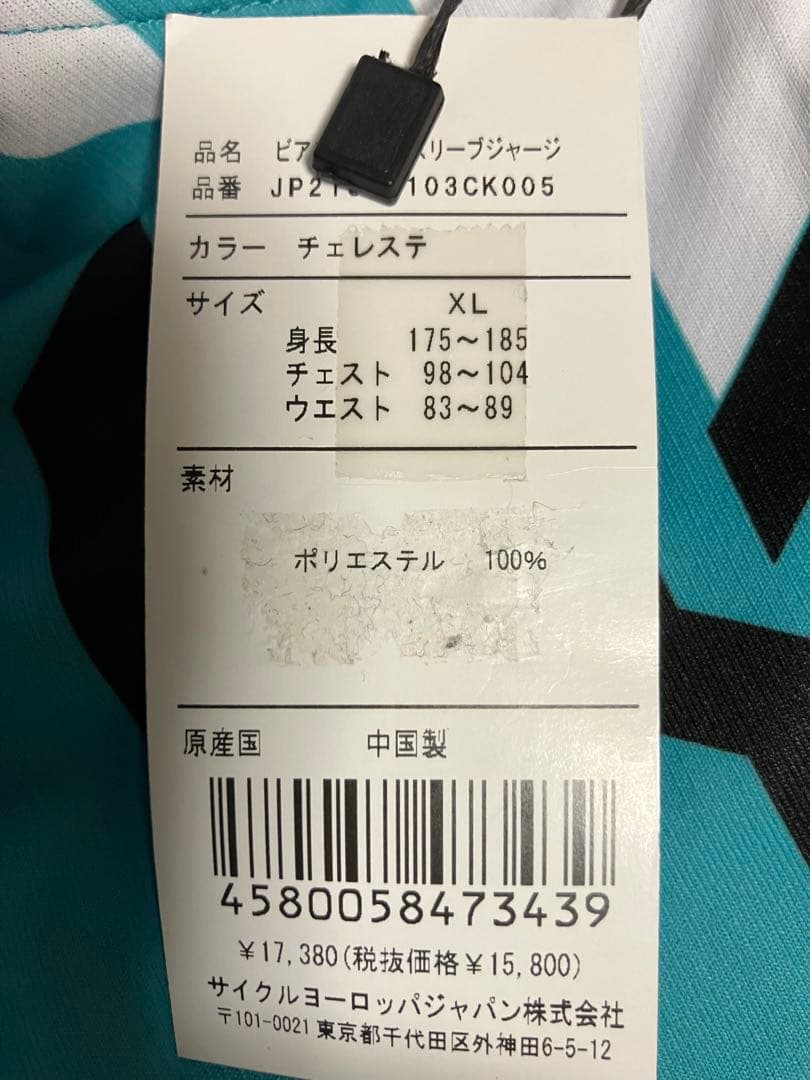 品名 ビア スリーブジャージ
品番 JP21 103CK005
カラー チェレステ
サイズ XL
身長 175～185
チェスト 98～104
ウエスト 83～89
素材
ポリエステル 100%
原産国 中国製
4580058473439
￥17,380(税抜価格￥15,800)
サイクルヨーロッパジャパン株式会社
〒101-0021 東京都千代田区外神田6-5-12